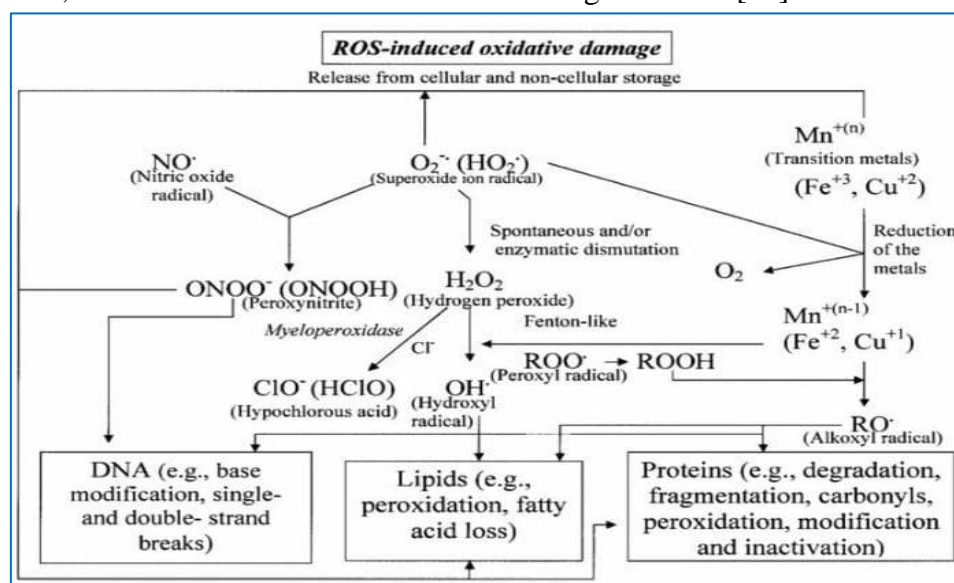 ROS-induced oxidative damage
Release from cellular and non-cellular storage
Mn+(n)
(Transition metals)
(Fe+3, Cu+2)
NO·
(Nitric oxide
radical)
O2-· (HO2·)
(Superoxide ion radical)
Spontaneous and/or
enzymatic dismutation
Reduction
of the
metals
O2
ONOO- (ONOOH)
(Peroxynitrite)
H2O2
(Hydrogen peroxide)
Mn+(n-1)
(Fe+2, Cu+1)
Myeloperoxidase
Cl-
Fenton-like
ROO·
(Peroxyl radical)
ROOH
ClO- (HClO)
(Hypochlorous acid)
OH·
(Hydroxyl
radical)
RO·
(Alkoxyl radical)
DNA (e.g., base
modification, single-
and double- strand
breaks)
Lipids (e.g.,
peroxidation, fatty
acid loss)
Proteins (e.g., degradation,
fragmentation, carbonyls,
peroxidation, modification
and inactivation)